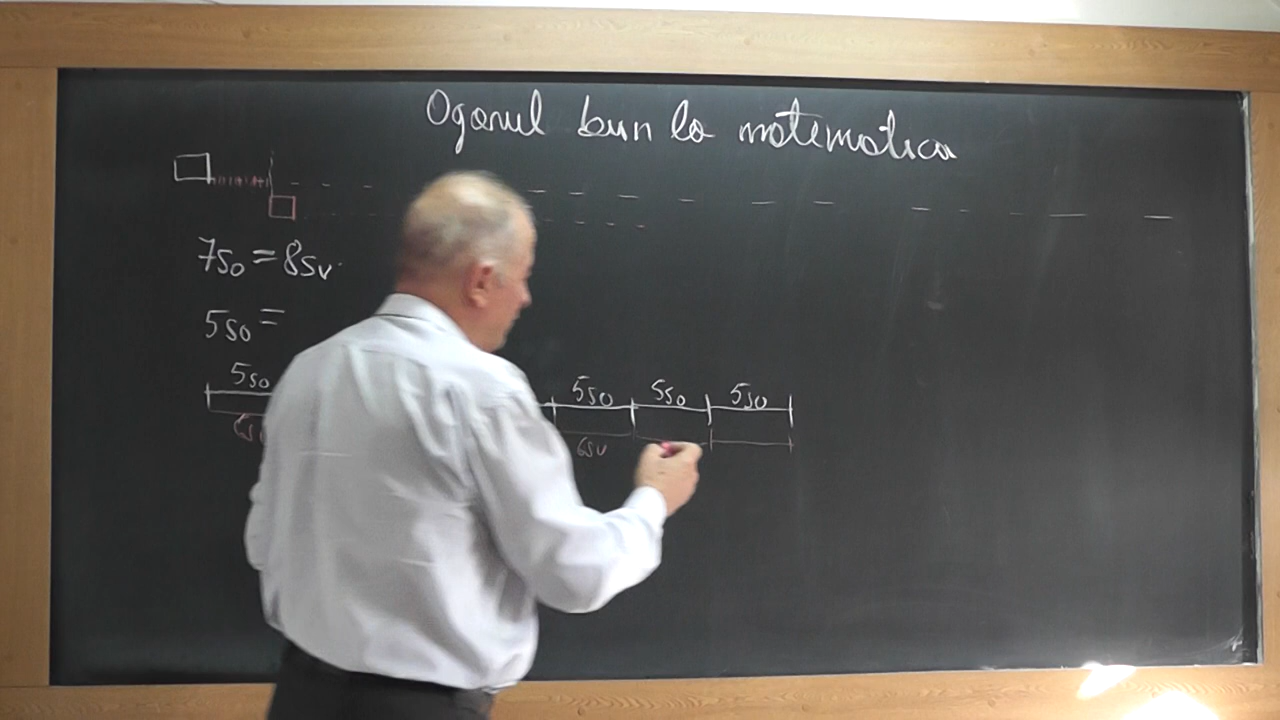 Ogarul bun la matematica
7so = 8sv
5so =
5so 5so 5so 5so
6sv